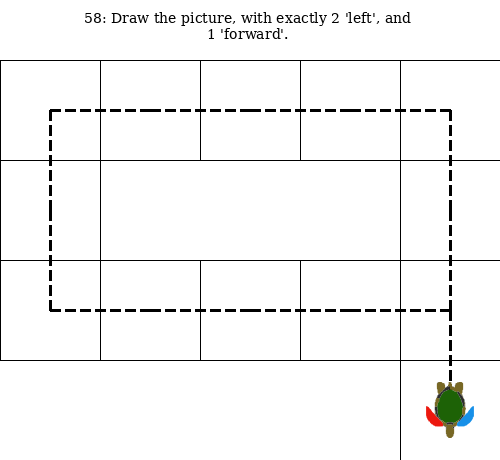 58: Draw the picture, with exactly 2 'left', and
1 'forward'.